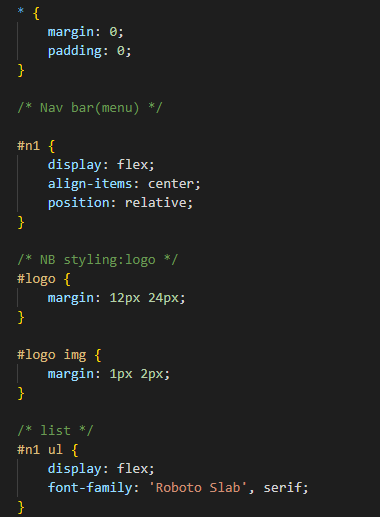 * {
    margin: 0;
    padding: 0;
}
/* Nav bar(menu) */
#n1 {
    display: flex;
    align-items: center;
    position: relative;
}
/* NB styling:logo */
#logo {
    margin: 12px 24px;
}
#logo img {
    margin: 1px 2px;
}
/* list */
#n1 ul {
    display: flex;
    font-family: 'Roboto Slab', serif;
}